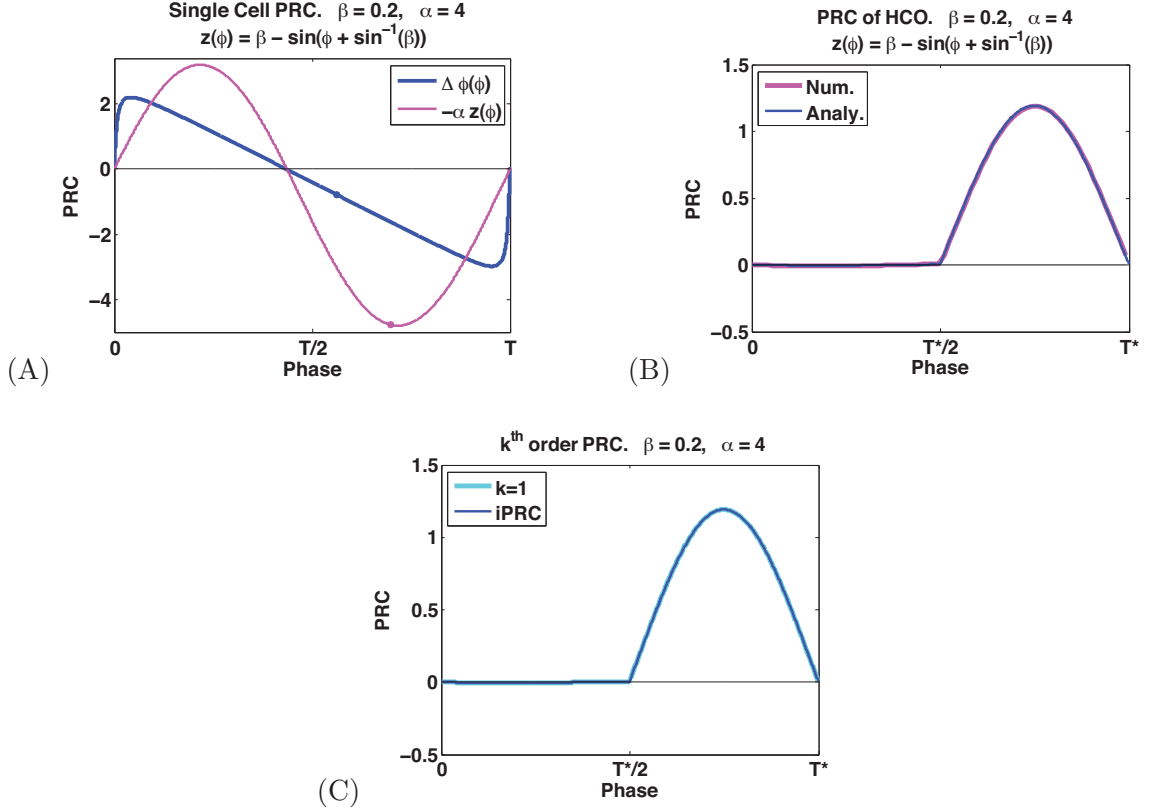 Single Cell PRC. β = 0.2, α = 4
z(ϕ) = β – sin(ϕ + sin⁻¹(β))
Δ ϕ(ϕ)
–α z(ϕ)
PRC
2
0
−2
−4
0
T/2
T
Phase
(A)
PRC of HCO. β = 0.2, α = 4
z(ϕ) = β – sin(ϕ + sin⁻¹(β))
Num.
Analy.
PRC
1.5
1
0.5
0
−0.5
0
T*/2
T*
Phase
(B)
kᵗʰ order PRC. β = 0.2, α = 4
k=1
iPRC
PRC
1.5
1
0.5
0
−0.5
0
T*/2
T*
Phase
(C)